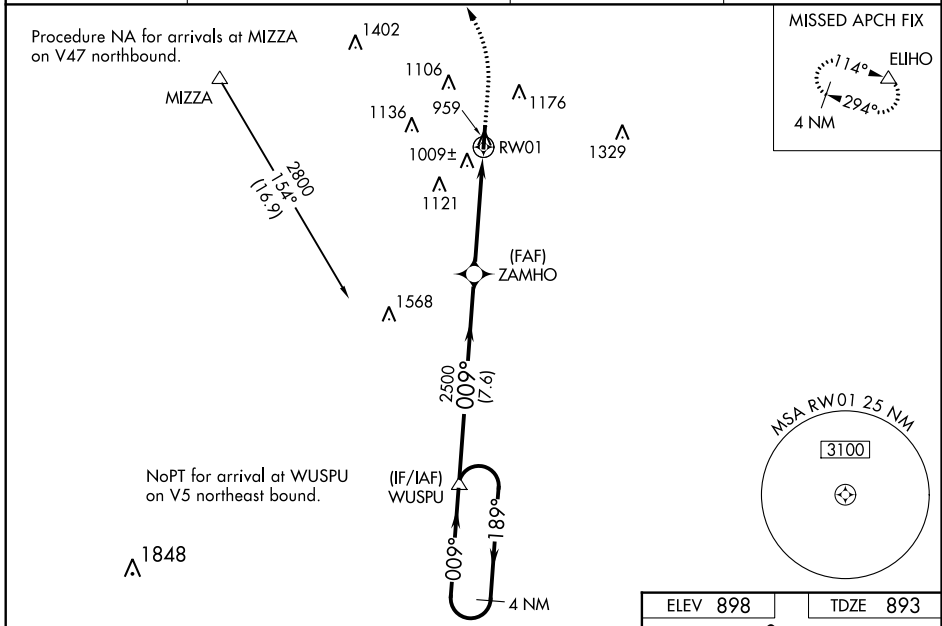 Procedure NA for arrivals at MIZZA
on V47 northbound.
MIZZA
1402
1106
1136
959
1176
1009±
RW01
1329
1121
MISSED APCH FIX
ELIHO
114°
294°
4 NM
2800
154°
(16.9)
(FAF)
ZAMHO
1568
2500
009°
(7.6)
NoPT for arrival at WUSPU
on V5 northeast bound.
(IF/IAF)
WUSPU
009°
189°
4 NM
1848
MSA RW01 25 NM
3100
ELEV 898
TDZE 893